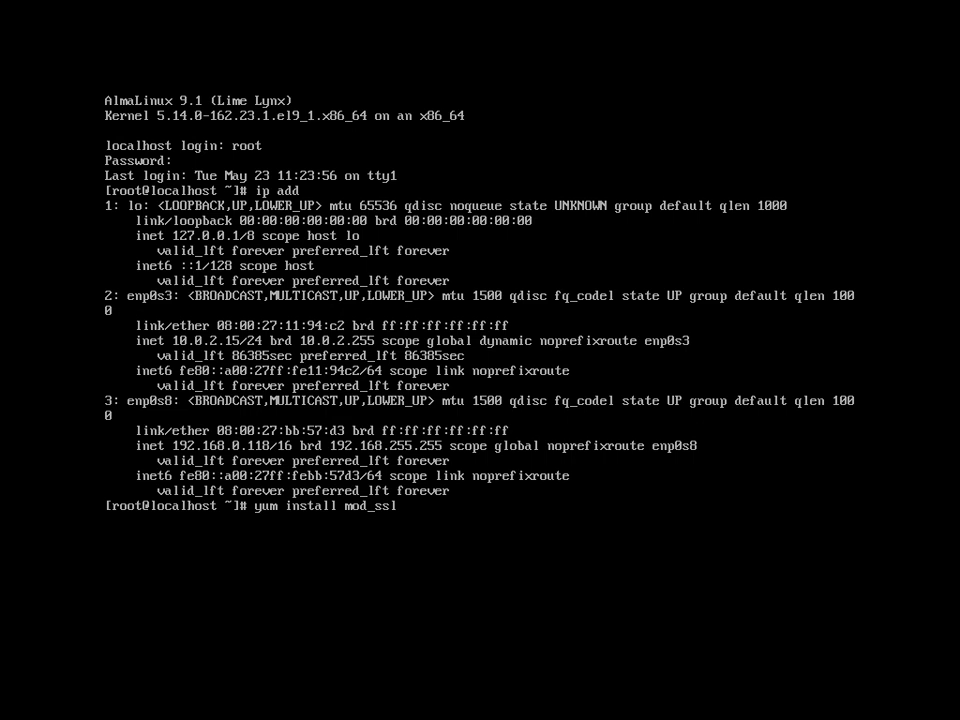 AlmaLinux 9.1 (Lime Lynx)
Kernel 5.14.0-162.23.1.el9_1.x86_64 on an x86_64
localhost login: root
Password:
Last login: Tue May 23 11:23:56 on tty1
[root@localhost ~]# ip add
1: lo: <LOOPBACK,UP,LOWER_UP> mtu 65536 qdisc noqueue state UNKNOWN group default qlen 1000
    link/loopback 00:00:00:00:00:00 brd 00:00:00:00:00:00
    inet 127.0.0.1/8 scope host lo
       valid_lft forever preferred_lft forever
    inet6 ::1/128 scope host
       valid_lft forever preferred_lft forever
2: enp0s3: <BROADCAST,MULTICAST,UP,LOWER_UP> mtu 1500 qdisc fq_codel state UP group default qlen 100
0
    link/ether 08:00:27:11:94:c2 brd ff:ff:ff:ff:ff:ff
    inet 10.0.2.15/24 brd 10.0.2.255 scope global dynamic noprefixroute enp0s3
       valid_lft 86385sec preferred_lft 86385sec
    inet6 fe80::a00:27ff:fe11:94c2/64 scope link noprefixroute
       valid_lft forever preferred_lft forever
3: enp0s8: <BROADCAST,MULTICAST,UP,LOWER_UP> mtu 1500 qdisc fq_codel state UP group default qlen 100
0
    link/ether 08:00:27:bb:57:d3 brd ff:ff:ff:ff:ff:ff
    inet 192.168.0.118/16 brd 192.168.255.255 scope global noprefixroute enp0s8
       valid_lft forever preferred_lft forever
    inet6 fe80::a00:27ff:febb:57d3/64 scope link noprefixroute
       valid_lft forever preferred_lft forever
[root@localhost ~]# yum install mod_ssl